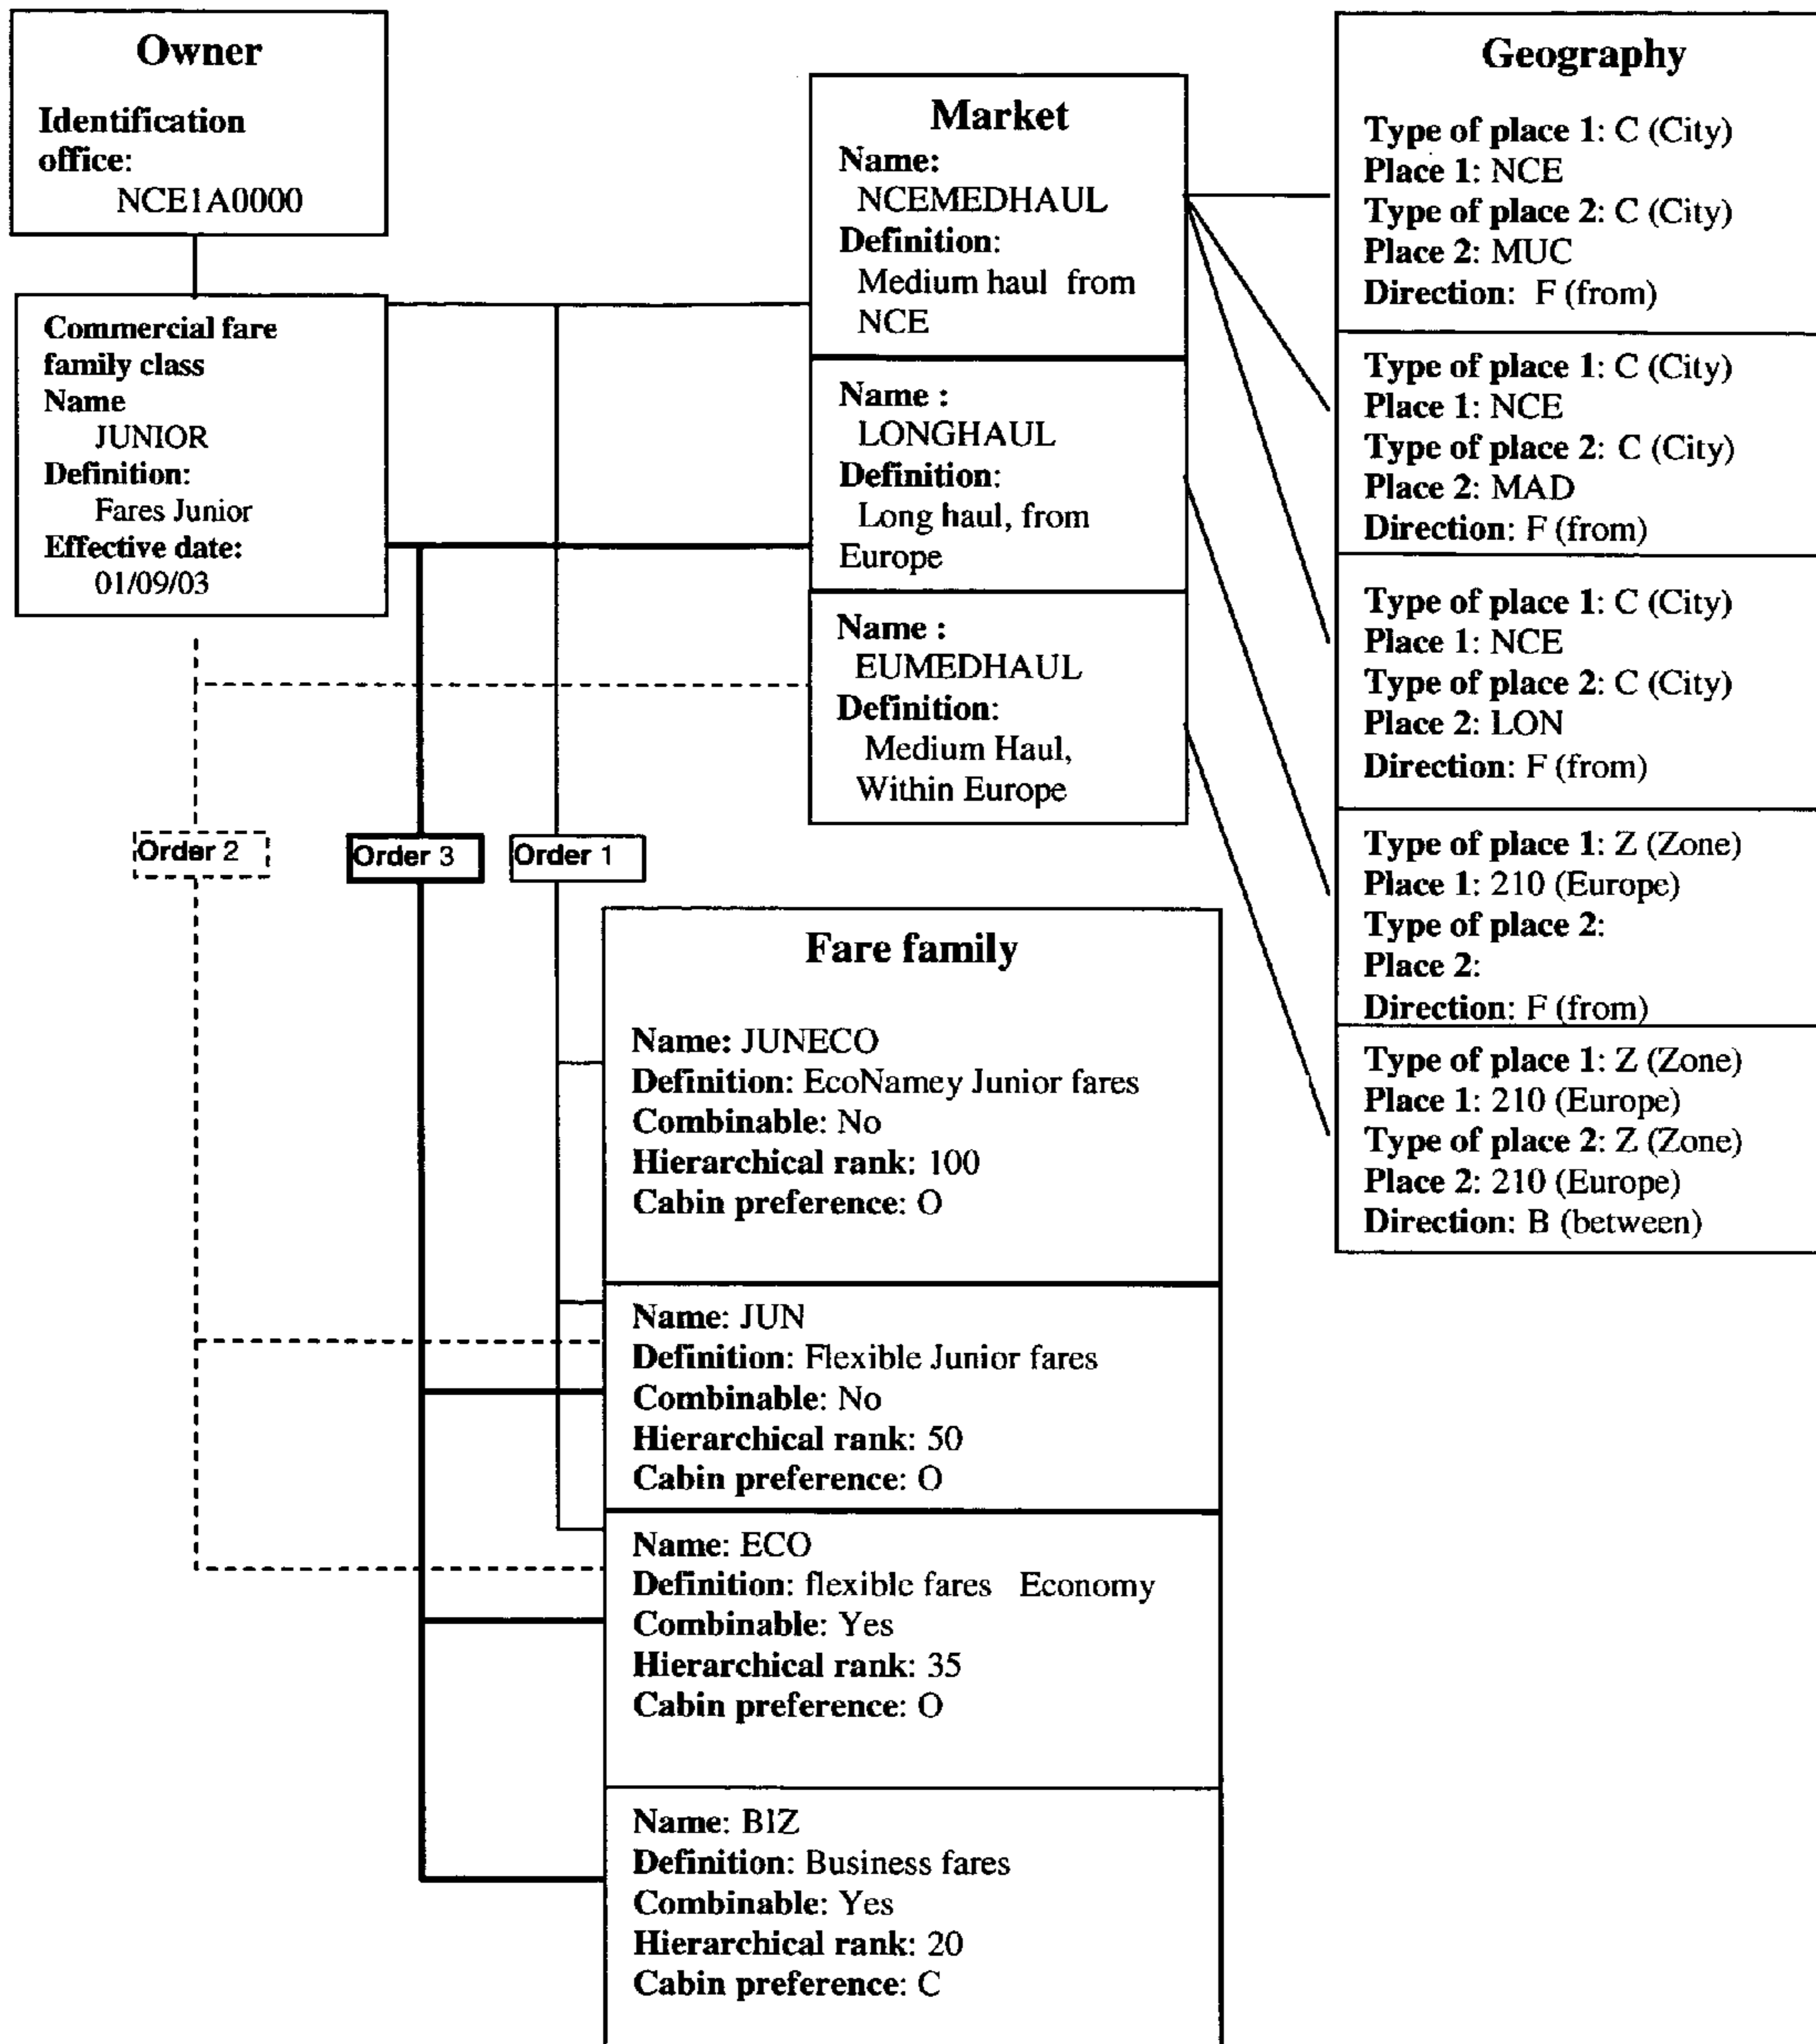 Owner
Identification
office:
NCE1A0000
Commercial fare
family class
Name
JUNIOR
Definition:
Fares Junior
Effective date:
01/09/03
Market
Name:
NCEMEDHAUL
Definition:
Medium haul from
NCE
Name :
LONGHAUL
Definition:
Long haul, from
Europe
Name :
EUMEDHAUL
Definition:
Medium Haul,
Within Europe
Geography
Type of place 1: C (City)
Place 1: NCE
Type of place 2: C (City)
Place 2: MUC
Direction: F (from)
Type of place 1: C (City)
Place 1: NCE
Type of place 2: C (City)
Place 2: MAD
Direction: F (from)
Type of place 1: C (City)
Place 1: NCE
Type of place 2: C (City)
Place 2: LON
Direction: F (from)
Type of place 1: Z (Zone)
Place 1: 210 (Europe)
Type of place 2:
Place 2:
Direction: F (from)
Type of place 1: Z (Zone)
Place 1: 210 (Europe)
Type of place 2: Z (Zone)
Place 2: 210 (Europe)
Direction: B (between)
Order 2
Order 3
Order 1
Fare family
Name: JUNECO
Definition: EcoNamey Junior fares
Combinable: No
Hierarchical rank: 100
Cabin preference: O
Name: JUN
Definition: Flexible Junior fares
Combinable: No
Hierarchical rank: 50
Cabin preference: O
Name: ECO
Definition: flexible fares Economy
Combinable: Yes
Hierarchical rank: 35
Cabin preference: O
Name: BIZ
Definition: Business fares
Combinable: Yes
Hierarchical rank: 20
Cabin preference: C